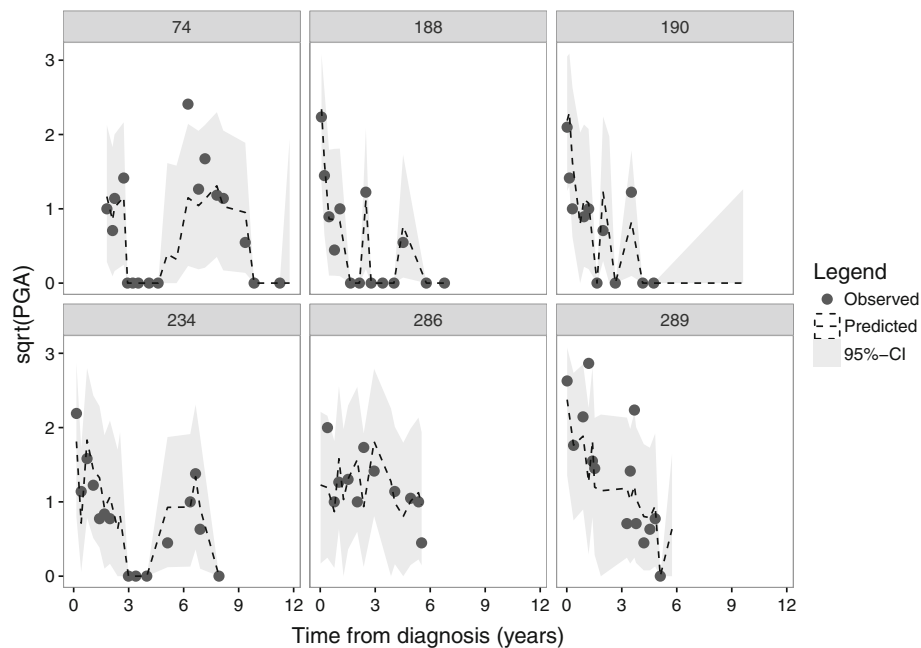 74
188
190
3
2
1
0
234
286
289
3
2
1
0
0 3 6 9 12
0 3 6 9 12
0 3 6 9 12
sqrt(PGA)
Time from diagnosis (years)
Legend
Observed
Predicted
95%−CI